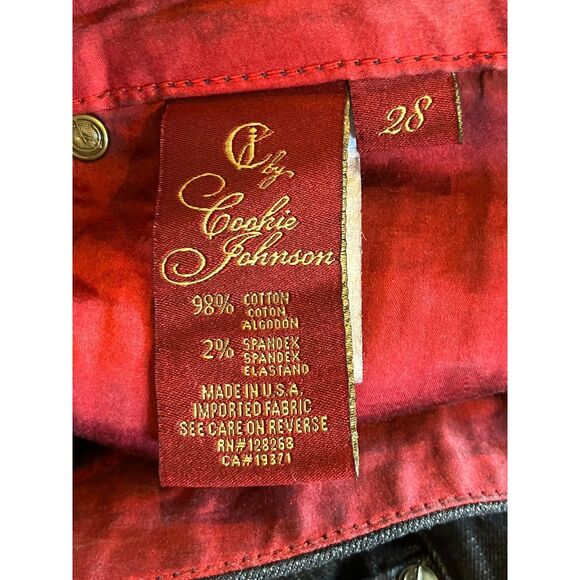 CJ by
Cookie
Johnson
98% COTTON
COTON
ALGODÓN
2% SPANDEX
SPANDEX
ELASTANO
MADE IN U.S.A.
IMPORTED FABRIC
SEE CARE ON REVERSE
RN#128268
CA#19371
28